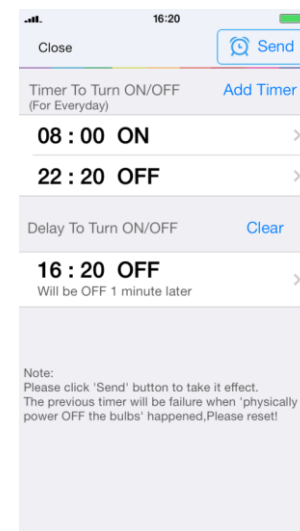 16:20
Close Send
Timer To Turn ON/OFF Add Timer
(For Everyday)
08 : 00 ON
22 : 20 OFF
Delay To Turn ON/OFF Clear
16 : 20 OFF
Will be OFF 1 minute later
Note:
Please click 'Send' button to take it effect.
The previous timer will be failure when 'physically
power OFF the bulbs' happened,Please reset!